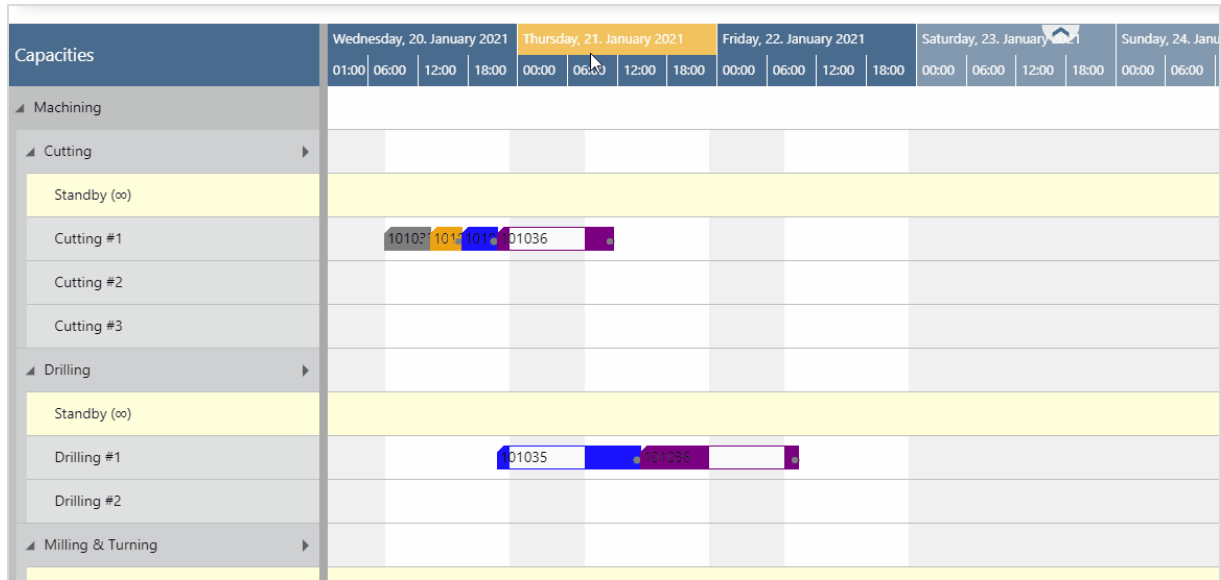 Capacities
Wednesday, 20. January 2021 Thursday, 21. January 2021 Friday, 22. January 2021 Saturday, 23. January Sunday, 24.
01:00 06:00 12:00 18:00 00:00 06:00 12:00 18:00 00:00 06:00 12:00 18:00 00:00 06:00 12:00 18:00 00:00 06:00
Machining
Cutting
Standby (∞)
Cutting #1 101036
Cutting #2
Cutting #3
Drilling
Standby (∞)
Drilling #1 101035 101036
Drilling #2
Milling & Turning